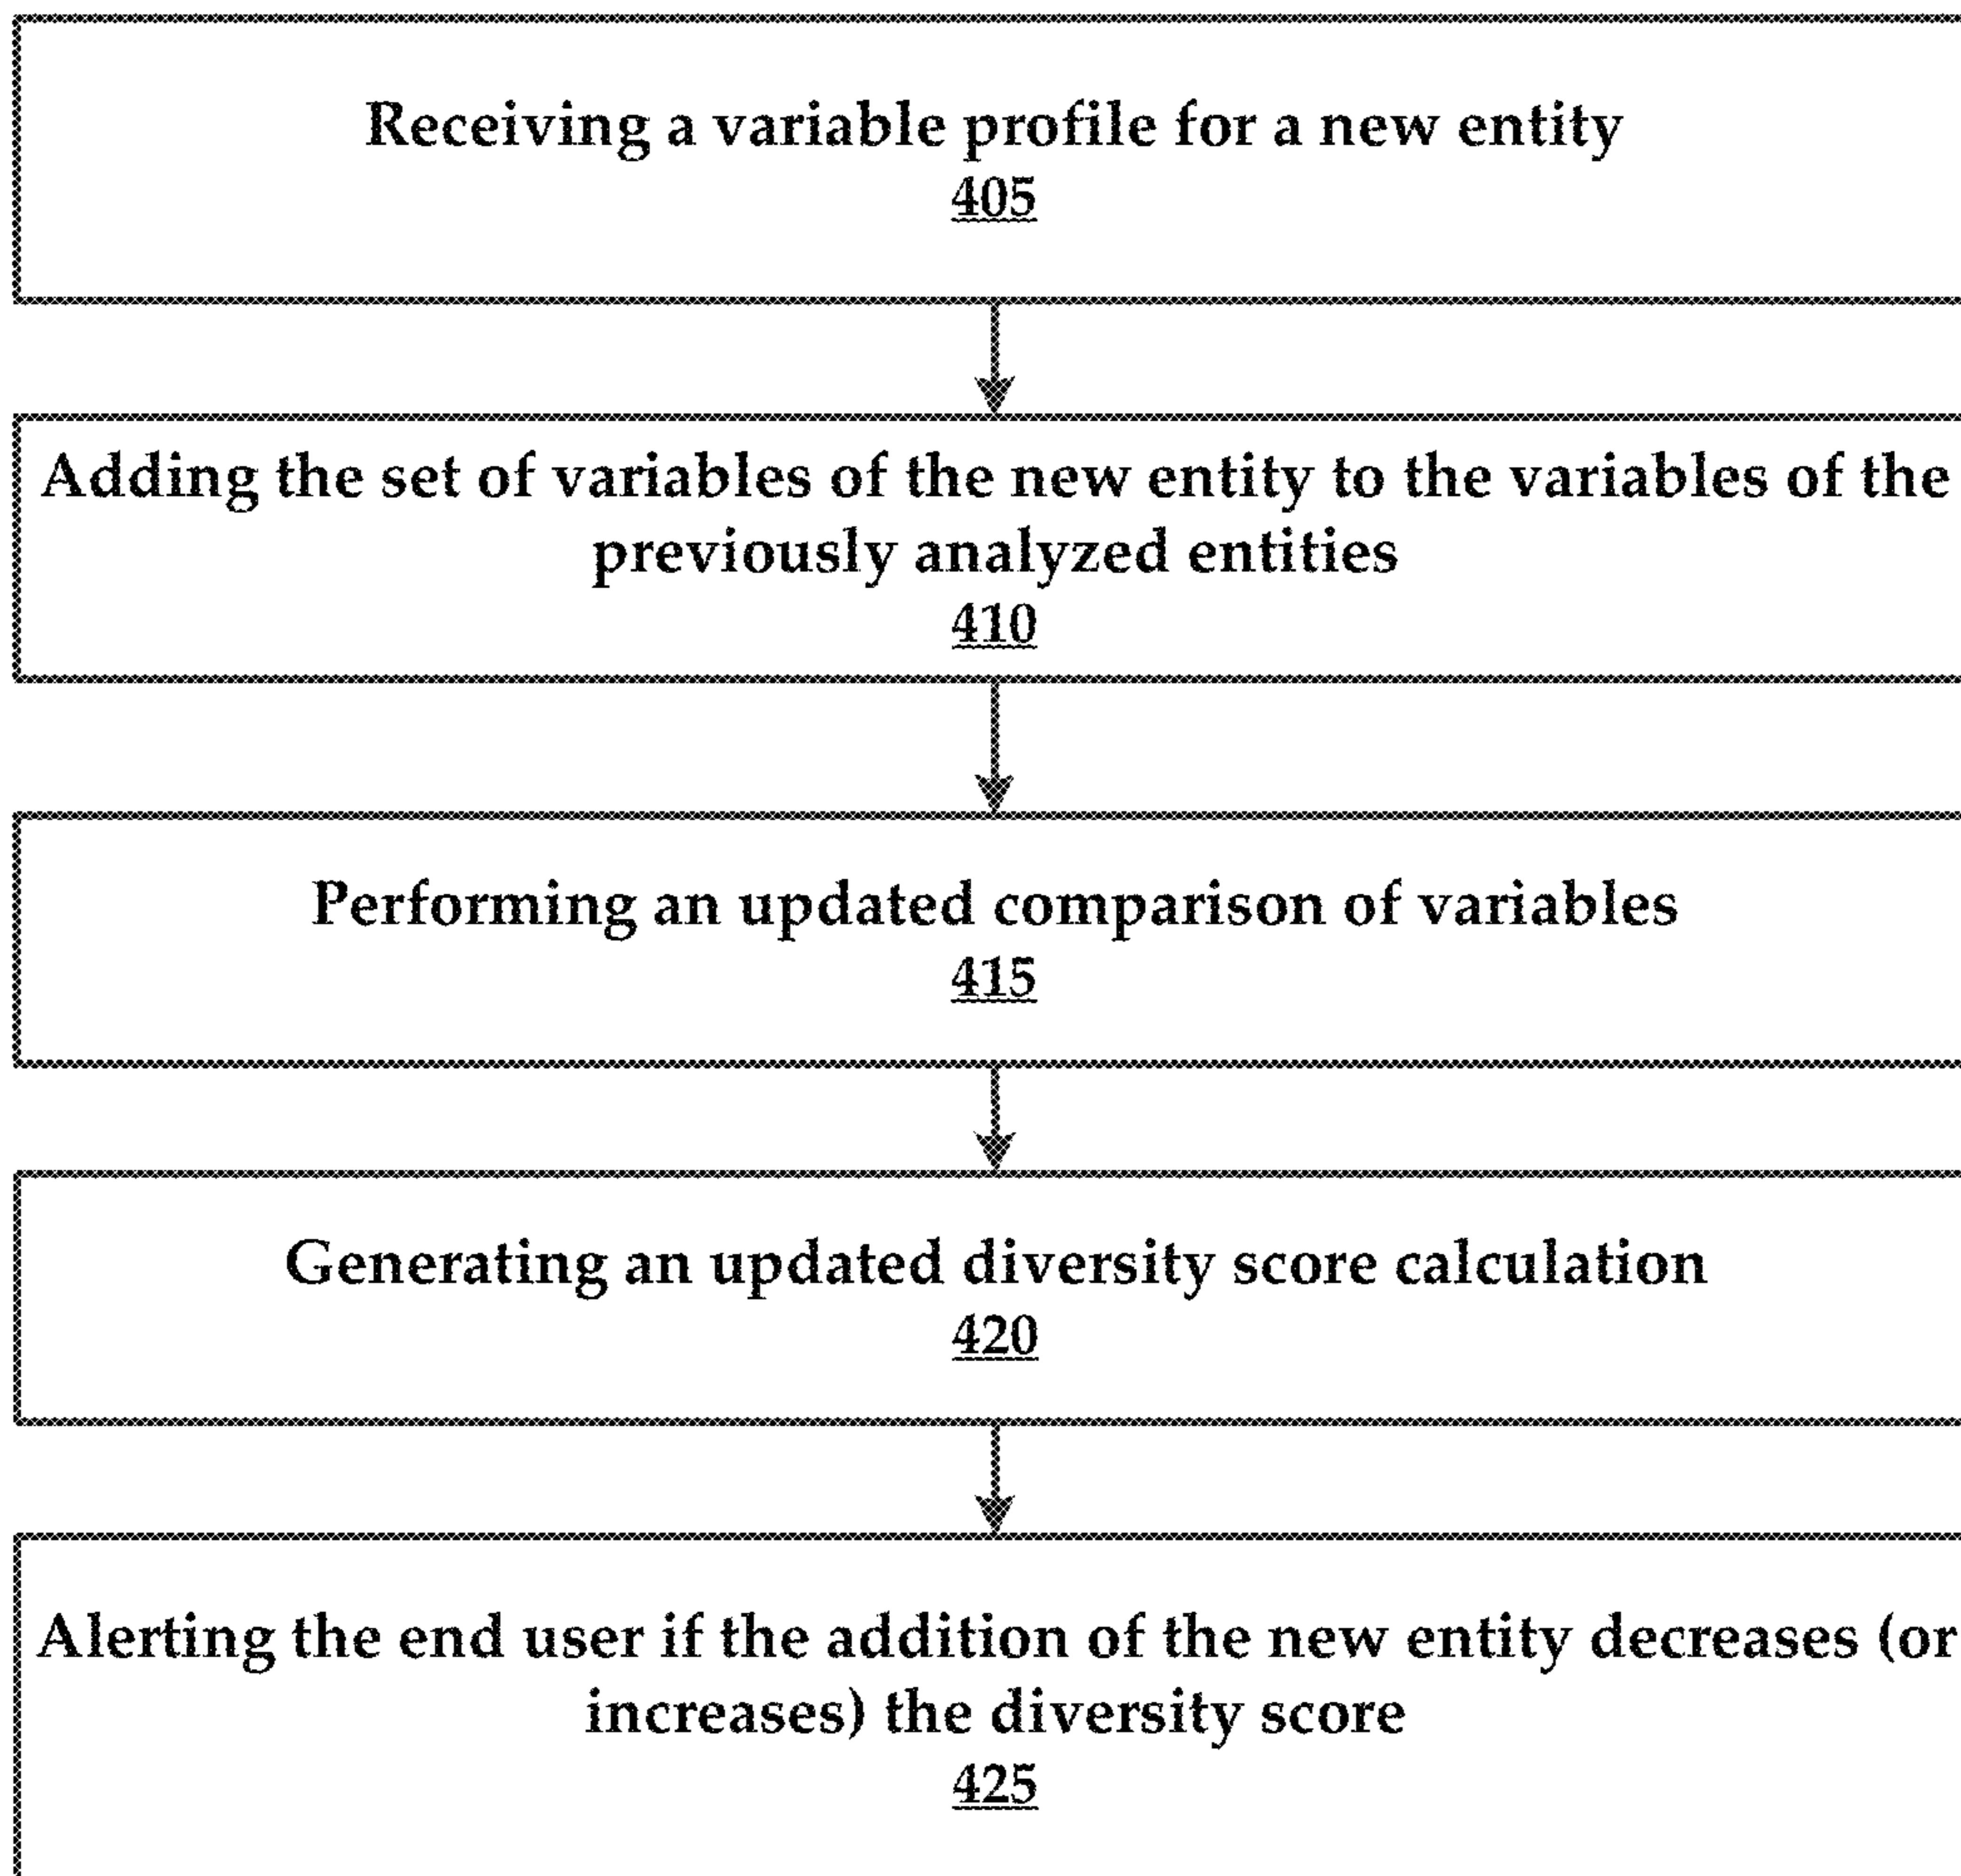 Receiving a variable profile for a new entity
405
Adding the set of variables of the new entity to the variables of the
previously analyzed entities
410
Performing an updated comparison of variables
415
Generating an updated diversity score calculation
420
Alerting the end user if the addition of the new entity decreases (or
increases) the diversity score
425